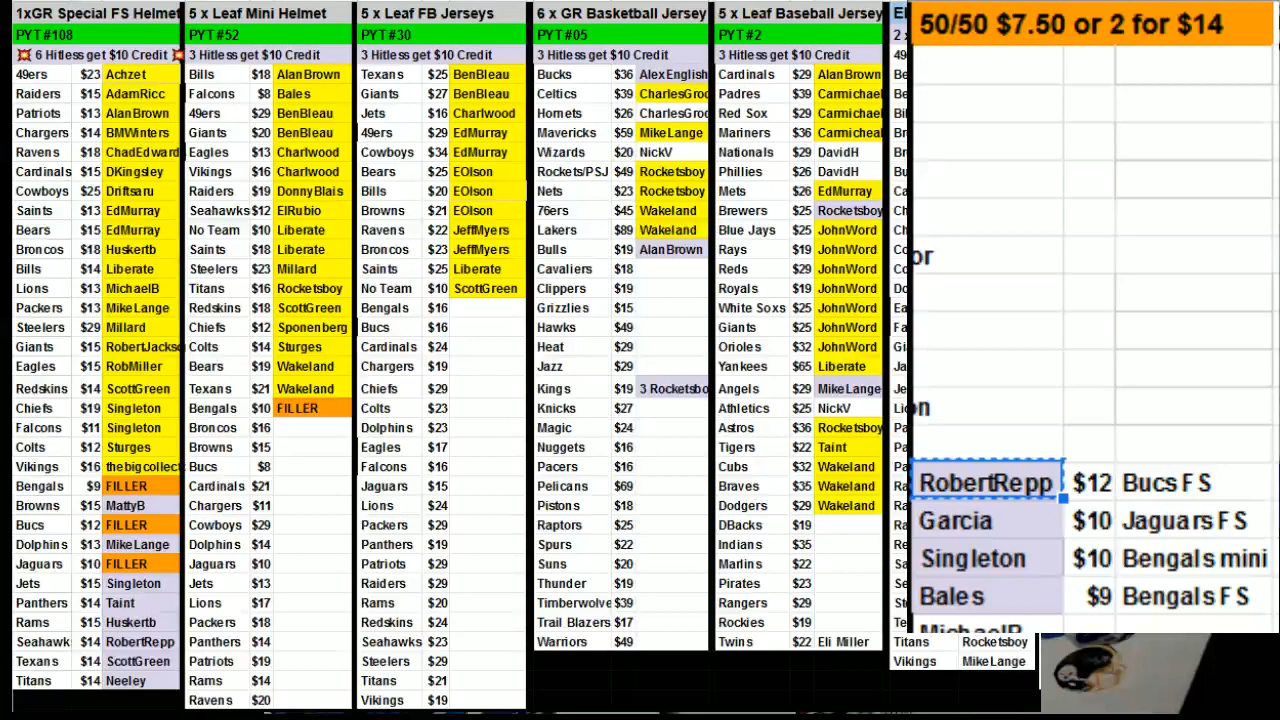 1xGR Special FS Helmet
PYT #108
6 Hitless get $10 Credit
49ers $23 Achzet
Raiders $15 AdamRicc
Patriots $13 AlanBrown
Chargers $14 BMWinters
Ravens $18 ChadEdward
Cardinals $15 DKingsley
Cowboys $25 Driftsaru
Saints $13 EdMurray
Bears $15 EdMurray
Broncos $18 Huskertb
Bills $14 Liberate
Lions $13 MichaelB
Packers $13 MikeLange
Steelers $29 Millard
Giants $15 RobertJackso
Eagles $15 RobMiller
Redskins $14 ScottGreen
Chiefs $19 Singleton
Falcons $11 Singleton
Colts $12 Sturges
Vikings $16 thebigcollect
Bengals $9 FILLER
Browns $15 MattyB
Bucs $12 FILLER
Dolphins $13 MikeLange
Jaguars $10 FILLER
Jets $15 Singleton
Panthers $14 Taint
Rams $15 Huskertb
Seahawk $14 RobertRepp
Texans $14 ScottGreen
Titans $14 Neeley
5 x Leaf Mini Helmet
PYT #52
3 Hitless get $10 Credit
Bills $18 AlanBrown
Falcons $8 Bales
49ers $29 BenBleau
Giants $20 BenBleau
Eagles $13 Charlwood
Vikings $16 Charlwood
Raiders $19 DonnyBlais
Seahawks $12 ElRubio
No Team $10 Liberate
Saints $18 Liberate
Steelers $23 Millard
Titans $16 Rocketsboy
Redskins $18 ScottGreen
Chiefs $12 Sponenberg
Colts $14 Sturges
Bears $19 Wakeland
Texans $21 Wakeland
Bengals $10 FILLER
Broncos $16
Browns $15
Bucs $8
Cardinals $21
Chargers $11
Cowboys $29
Dolphins $14
Jaguars $10
Jets $13
Lions $17
Packers $18
Panthers $14
Patriots $19
Rams $14
Ravens $20
5 x Leaf FB Jerseys
PYT #30
3 Hitless get $10 Credit
Texans $25 BenBleau
Giants $27 BenBleau
Jets $16 Charlwood
49ers $29 EdMurray
Cowboys $34 EdMurray
Bears $25 EOlson
Bills $20 EOlson
Browns $21 EOlson
Ravens $22 JeffMyers
Broncos $23 JeffMyers
Saints $25 Liberate
No Team $10 ScottGreen
Bengals $16
Bucs $16
Cardinals $24
Chargers $19
Chiefs $29
Colts $23
Dolphins $23
Eagles $17
Falcons $16
Jaguars $15
Lions $24
Packers $29
Panthers $19
Patriots $29
Raiders $29
Rams $20
Redskins $24
Seahawks $23
Steelers $29
Titans $21
Vikings $19
6 x GR Basketball Jersey
PYT #05
3 Hitless get $10 Credit
Bucks $36 AlexEnglish
Celtics $39 CharlesGroo
Hornets $26 CharlesGroo
Mavericks $59 MikeLange
Wizards $20 NickV
Rockets/PSJ $49 Rocketsboy
Nets $23 Rocketsboy
76ers $45 Wakeland
Lakers $89 Wakeland
Bulls $19 AlanBrown
Cavaliers $18
Clippers $19
Grizzlies $15
Hawks $49
Heat $29
Jazz $29
Kings $19 3 Rocketsbo
Knicks $27
Magic $24
Nuggets $16
Pacers $16
Pelicans $69
Pistons $18
Raptors $25
Spurs $22
Suns $20
Thunder $19
Timberwolve $39
Trail Blazers $17
Warriors $49
5 x Leaf Baseball Jersey
PYT #2
3 Hitless get $10 Credit
Cardinals $29 AlanBrown
Padres $39 Carmichael
Red Sox $29 Carmichael
Mariners $36 Carmicheal
Nationals $29 DavidH
Phillies $26 DavidH
Mets $26 EdMurray
Brewers $25 Rocketsboy
Blue Jays $25 JohnWord
Rays $19 JohnWord
Reds $29 JohnWord
Royals $19 JohnWord
White Soxs $25 JohnWord
Giants $25 JohnWord
Orioles $32 JohnWord
Yankees $65 Liberate
Angels $29 MikeLange
Athletics $25 NickV
Astros $36 Rocketsboy
Tigers $22 Taint
Cubs $32 Wakeland
Braves $35 Wakeland
Dodgers $29 Wakeland
DBacks $19
Indians $35
Marlins $22
Pirates $23
Rangers $29
Rockies $19
Twins $22 Eli Miller
Titans Rocketsboy
Vikings MikeLange
50/50 $7.50 or 2 for $14
or
on
RobertRepp $12 Bucs FS
Garcia $10 Jaguars FS
Singleton $10 Bengals mini
Bales $9 Bengals FS